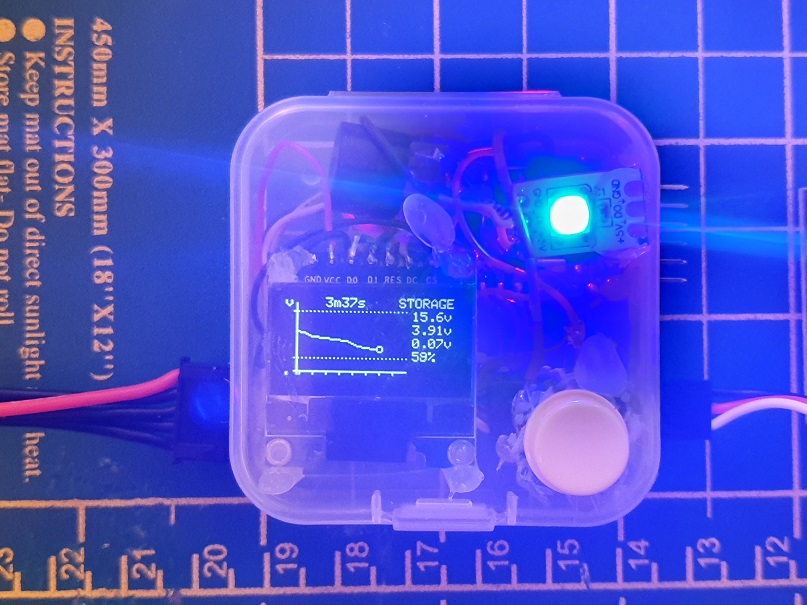 12 13 14 15 16 17 18 19 20 21 22 23
STORAGE 3m37s V
15.6V
3.91V
0.07V
59%
GND VCC D0 D1 RES DC CS
+5V DO GND
450mm X 300mm (18"X12")
INSTRUCTIONS
Keep mat out of direct sunlight heat.
Store mat flat. Do not roll